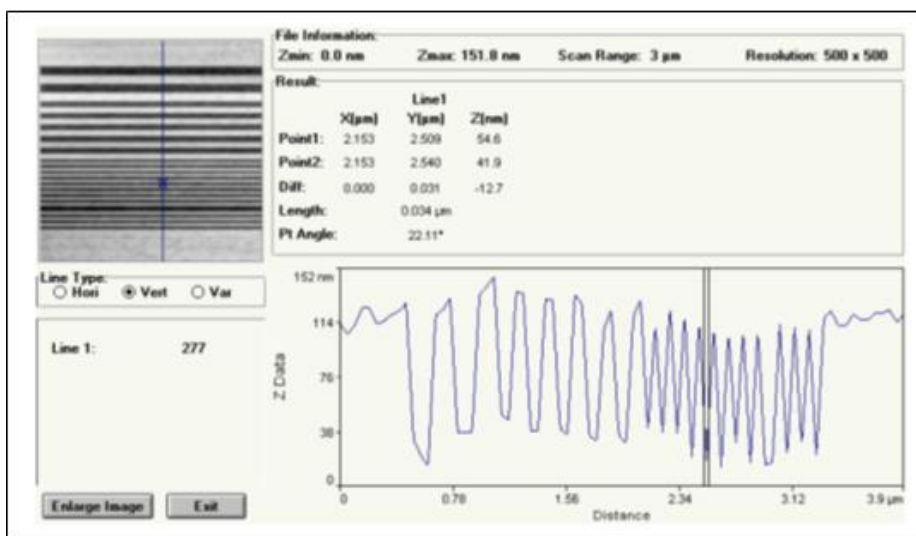 File Information:
Zmin: 0.0 nm Zmax: 151.8 nm Scan Range: 3 µm Resolution: 500 x 500
Result:
Line1
X(µm) Y(µm) Z(nm)
Point1: 2.153 2.509 54.6
Point2: 2.153 2.540 41.9
Diff: 0.000 0.031 -12.7
Length: 0.034 µm
Pt Angle: 22.11°
Line Type:
Hori Vert Var
Line 1: 277
Enlarge Image Exit
152 nm
114
76
38
0
Z Data
0 0.78 1.56 2.34 3.12 3.9 µm
Distance